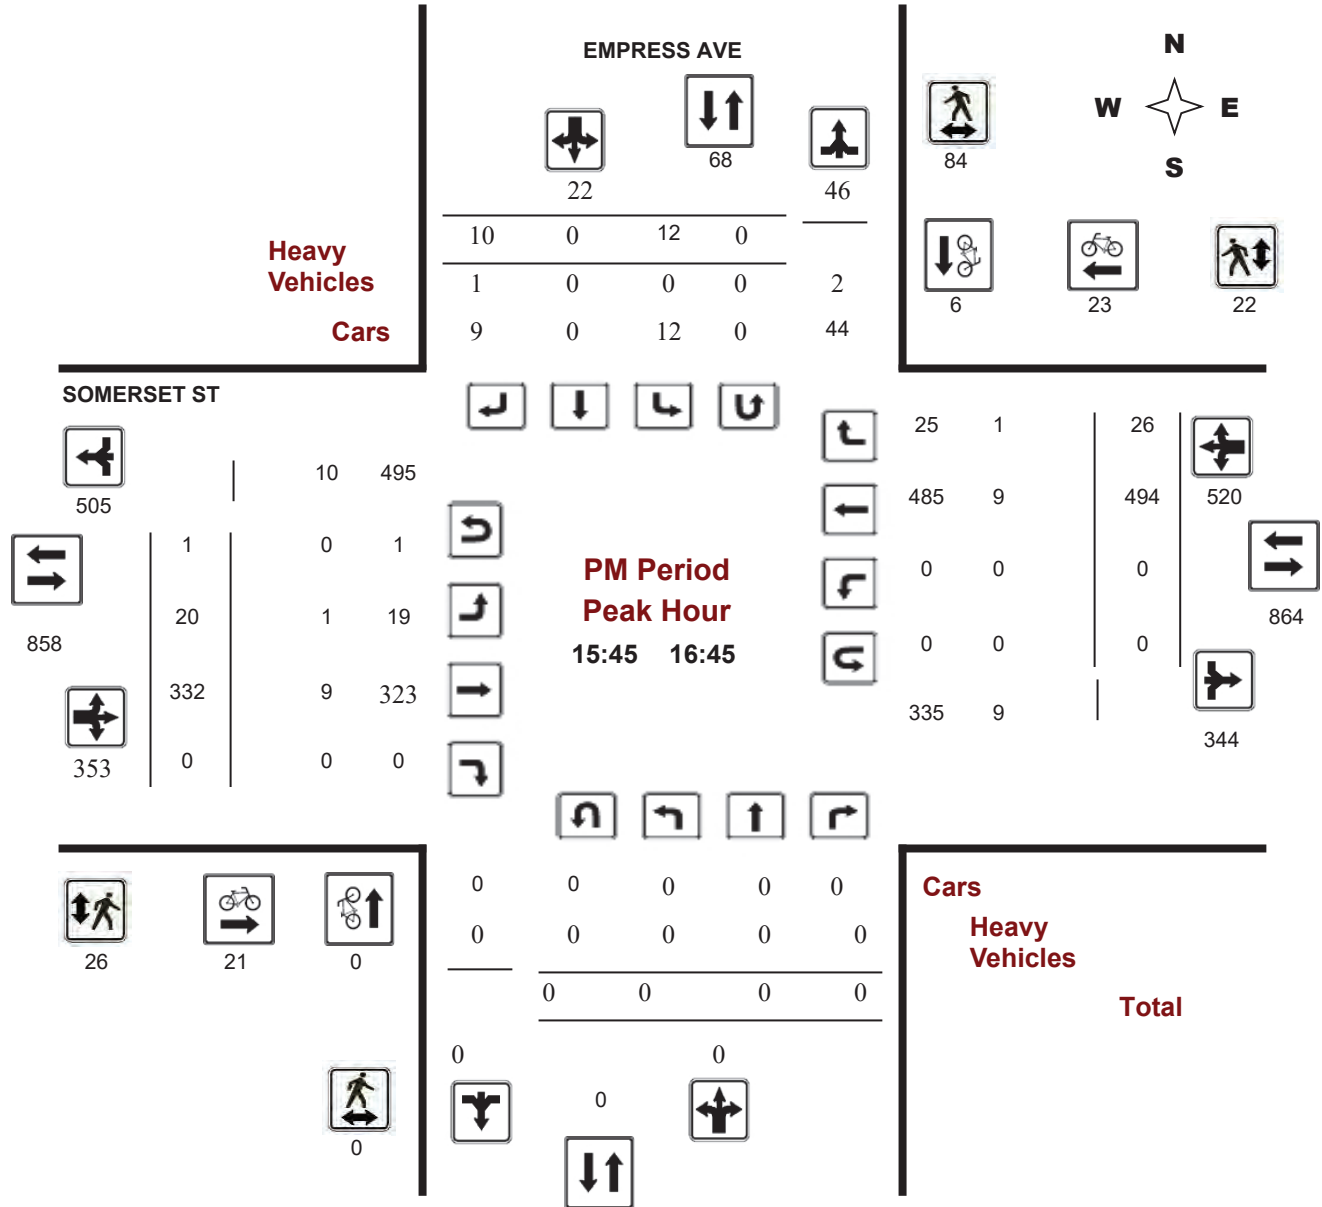 EMPRESS AVE
N
W E
S
68
84
22
46
10 0 12 0
Heavy
Vehicles
1 0 0 0 2
6 23 22
Cars
9 0 12 0 44
SOMERSET ST
25 1 26
10 495
505
485 9 494 520
1 0 1
PM Period
0 0 0
Peak Hour
20 1 19
864
858
15:45 16:45
0 0 0
332 9 323
335 9
344
353 0 0 0
0 0 0 0 0
Cars
Heavy
Vehicles
0 0 0 0 0
26 21 0
0 0 0 0
Total
0 0
0
0